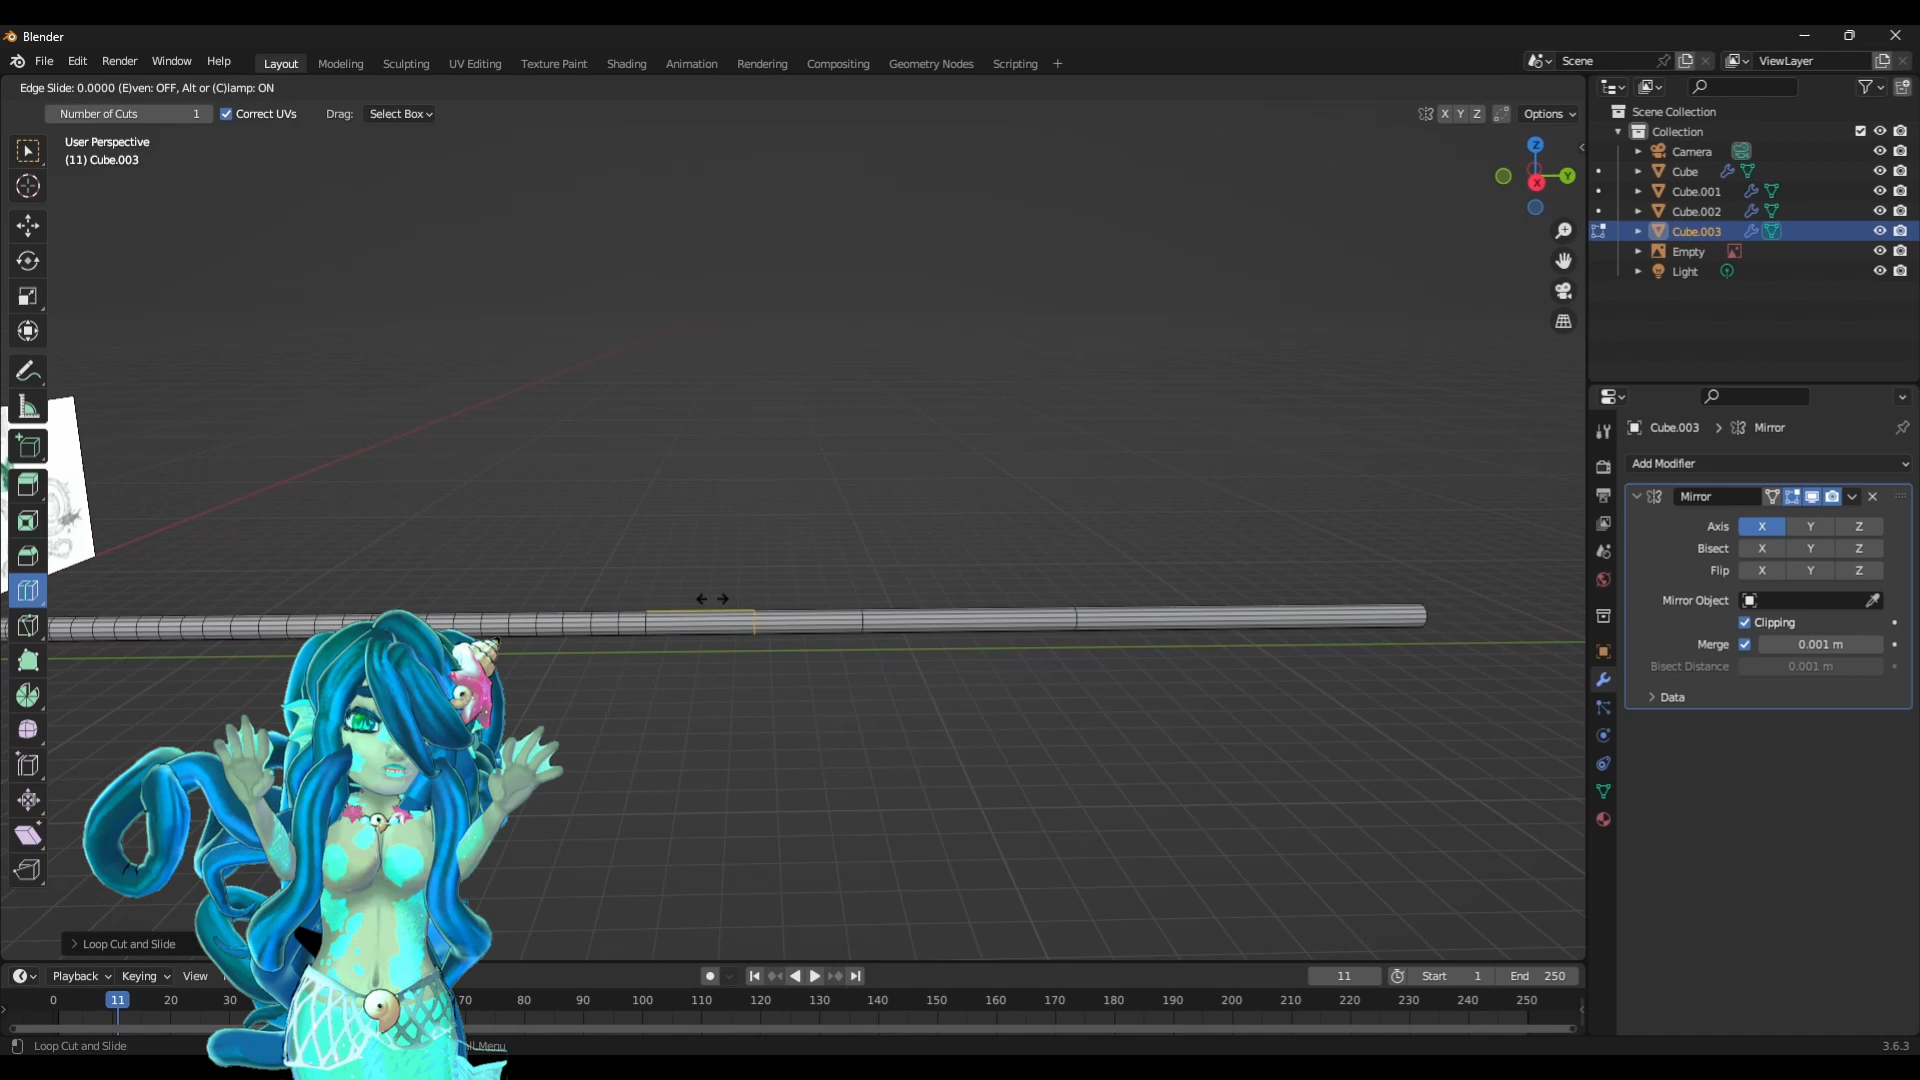 Blender
File Edit Render Window Help Layout Modeling Sculpting UV Editing Texture Paint Shading Animation Rendering Compositing Geometry Nodes Scripting + Scene ViewLayer
Edge Slide: 0.0000 (E)ven: OFF, Alt or (C)lamp: ON
Number of Cuts 1 Correct UVs Drag: Select Box X Y Z Options
User Perspective
(11) Cube.003
Z
Y
X
Scene Collection
Collection
Camera
Cube
Cube.001
Cube.002
Cube.003
Empty
Light
Cube.003 > Mirror
Add Modifier
Mirror
Axis X Y Z
Bisect X Y Z
Flip X Y Z
Mirror Object
Clipping
Merge 0.001 m
Bisect Distance 0.001 m
Data
Loop Cut and Slide
Playback Keying View 11 Start 1 End 250
0 11 20 30 70 80 90 100 110 120 130 140 150 160 170 180 190 200 210 220 230 240 250
Loop Cut and Slide Menu 3.6.3